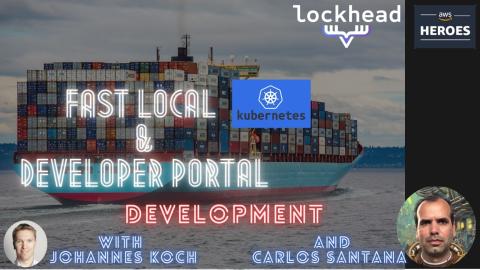 lockhead
aws
HEROES
FAST LOCAL
kubernetes
&
DEVELOPER PORTAL
DEVELOPMENT
WITH
JOHANNES KOCH
AND
CARLOS SANTANA